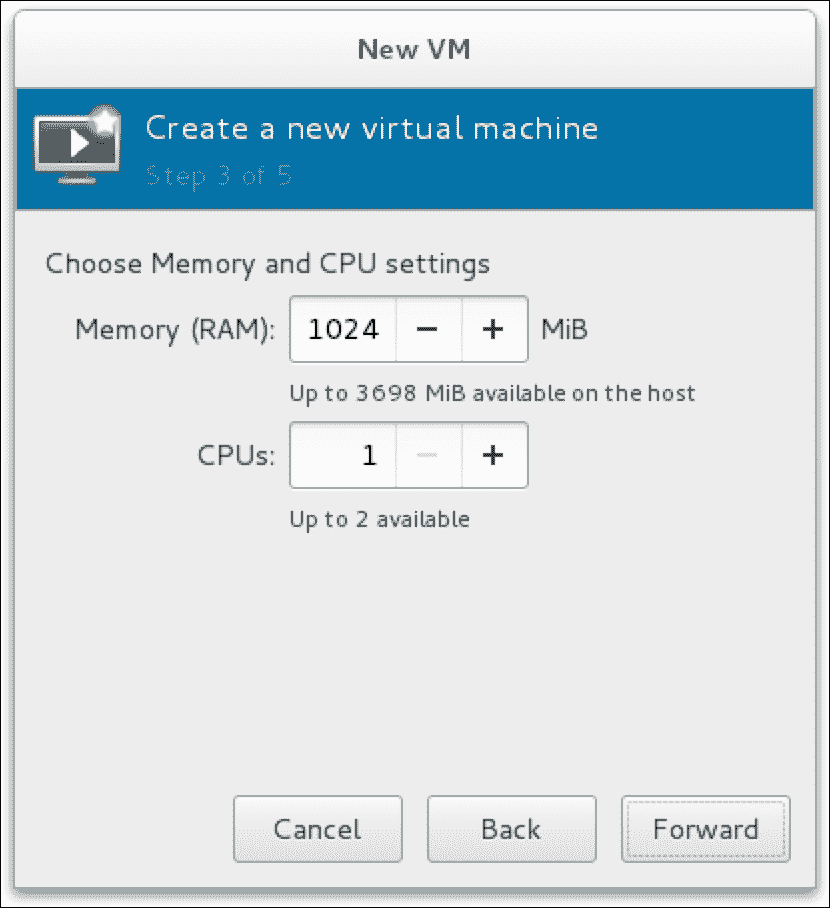 New VM
Create a new virtual machine
Step 3 of 5
Choose Memory and CPU settings
Memory (RAM): 1024 − + MiB
Up to 3698 MiB available on the host
CPUs: 1 − +
Up to 2 available
Cancel Back Forward